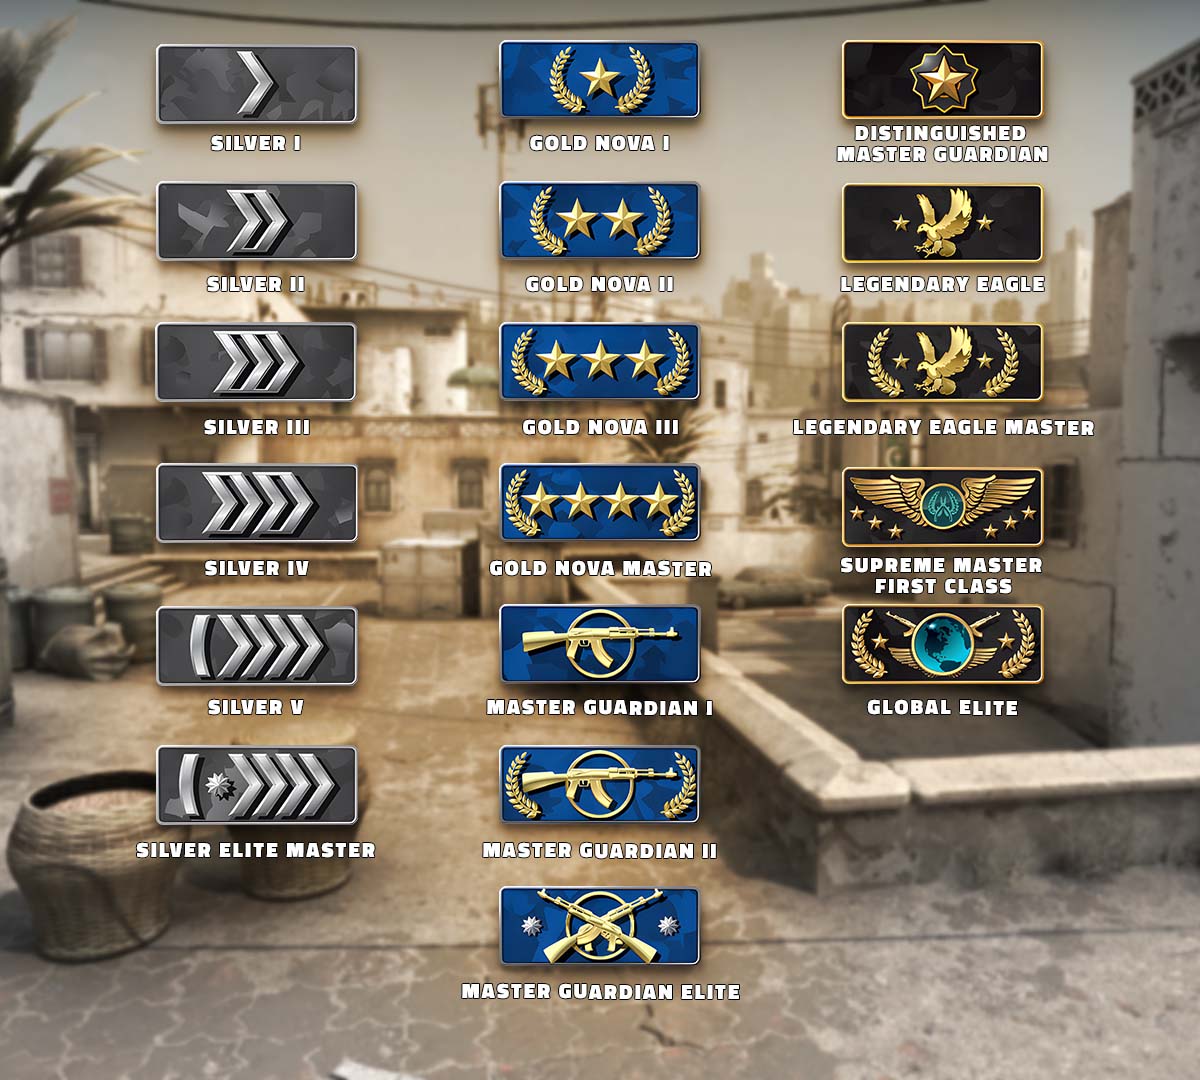 SILVER I
SILVER II
SILVER III
SILVER IV
SILVER V
SILVER ELITE MASTER
GOLD NOVA I
GOLD NOVA II
GOLD NOVA III
GOLD NOVA MASTER
MASTER GUARDIAN I
MASTER GUARDIAN II
MASTER GUARDIAN ELITE
DISTINGUISHED
MASTER GUARDIAN
LEGENDARY EAGLE
LEGENDARY EAGLE MASTER
SUPREME MASTER
FIRST CLASS
GLOBAL ELITE